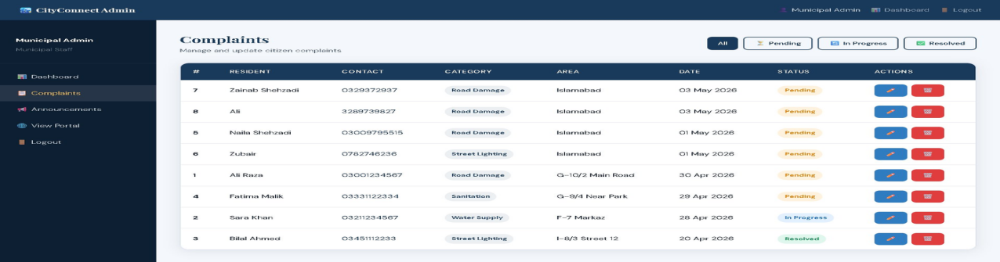 CityConnect Admin
Municipal Admin Dashboard Logout
Municipal Admin
Municipal Staff
Dashboard
Complaints
Announcements
View Portal
Logout
Complaints
Manage and update citizen complaints
All Pending In Progress Resolved
# RESIDENT CONTACT CATEGORY AREA DATE STATUS ACTIONS
7 Zainab Shehzadi 0329372937 Road Damage Islamabad 03 May 2026 Pending
8 Ali 3289739827 Road Damage Islamabad 03 May 2026 Pending
5 Naila Shehzadi 03009795515 Road Damage Islamabad 01 May 2026 Pending
6 Zubair 0782746236 Street Lighting Islamabad 01 May 2026 Pending
1 Ali Raza 03001234567 Road Damage G-10/2 Main Road 30 Apr 2026 Pending
4 Fatima Malik 03331122334 Sanitation G-9/4 Near Park 29 Apr 2026 Pending
2 Sara Khan 03211234567 Water Supply F-7 Markaz 28 Apr 2026 In Progress
3 Bilal Ahmed 03451112233 Street Lighting I-8/3 Street 12 20 Apr 2026 Resolved